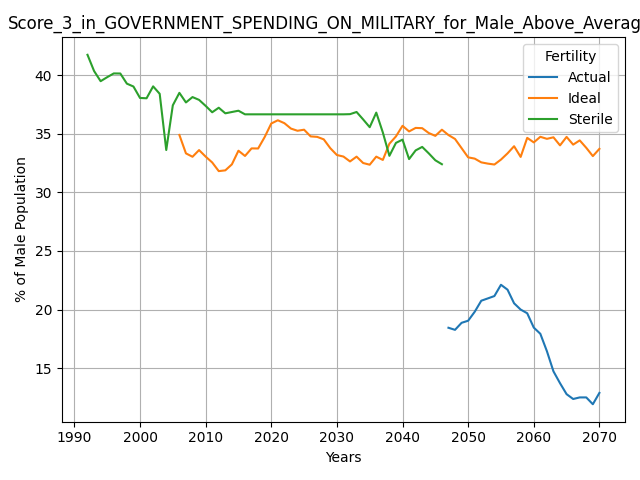 Score_3_in_GOVERNMENT_SPENDING_ON_MILITARY_for_Male_Above_Averag
Fertility
Actual
Ideal
Sterile
% of Male Population
40
35
30
25
20
15
1990 2000 2010 2020 2030 2040 2050 2060 2070
Years